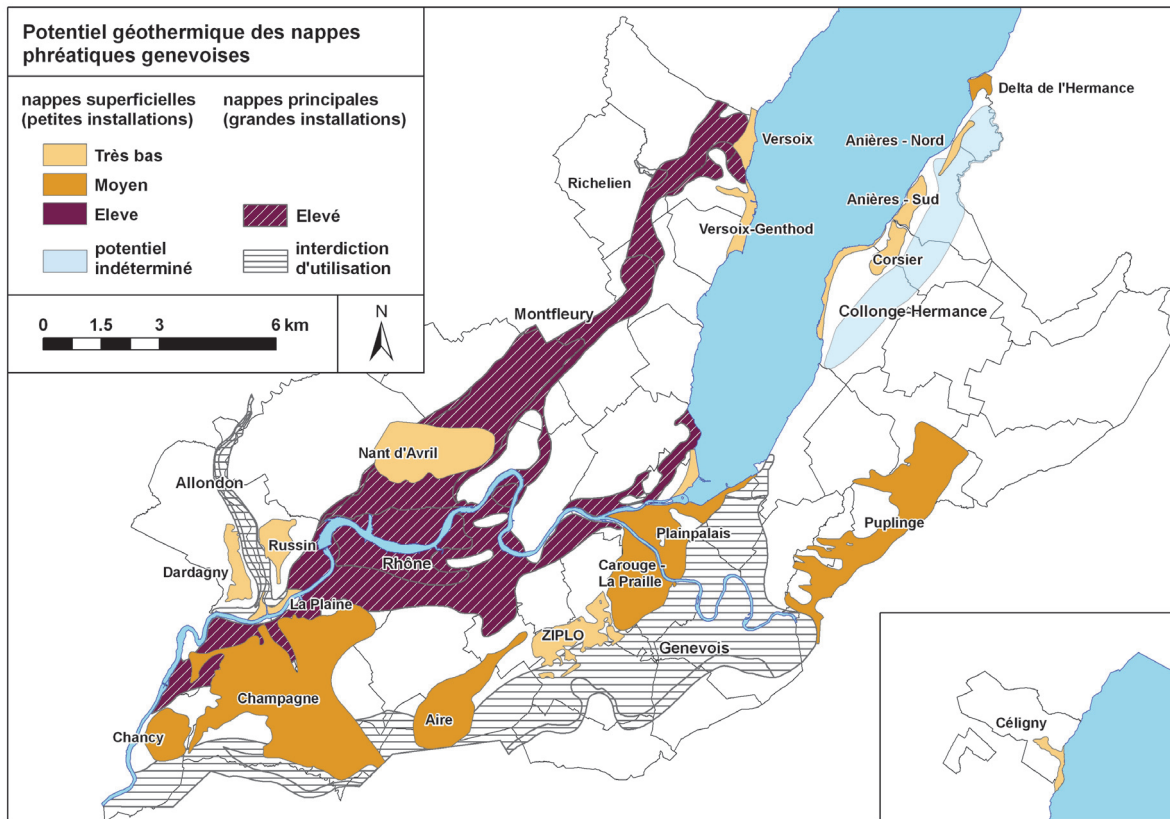 Potentiel géothermique des nappes
phréatiques genevoises
nappes superficielles
(petites installations)
nappes principales
(grandes installations)
Très bas
Moyen
Eleve
Elevé
potentiel
indéterminé
interdiction
d'utilisation
0 1.5 3 6 km
N
Delta de l'Hermance
Versoix
Anières - Nord
Richelien
Anières - Sud
Versoix-Genthod
Corsier
Montfleury
Collonge-Hermance
Nant d'Avril
Allondon
Puplinge
Plainpalais
Russin
Rhône
Carouge -
La Praille
Dardagny
La Plaine
ZIPLO
Genevois
Champagne
Aire
Chancy
Céligny